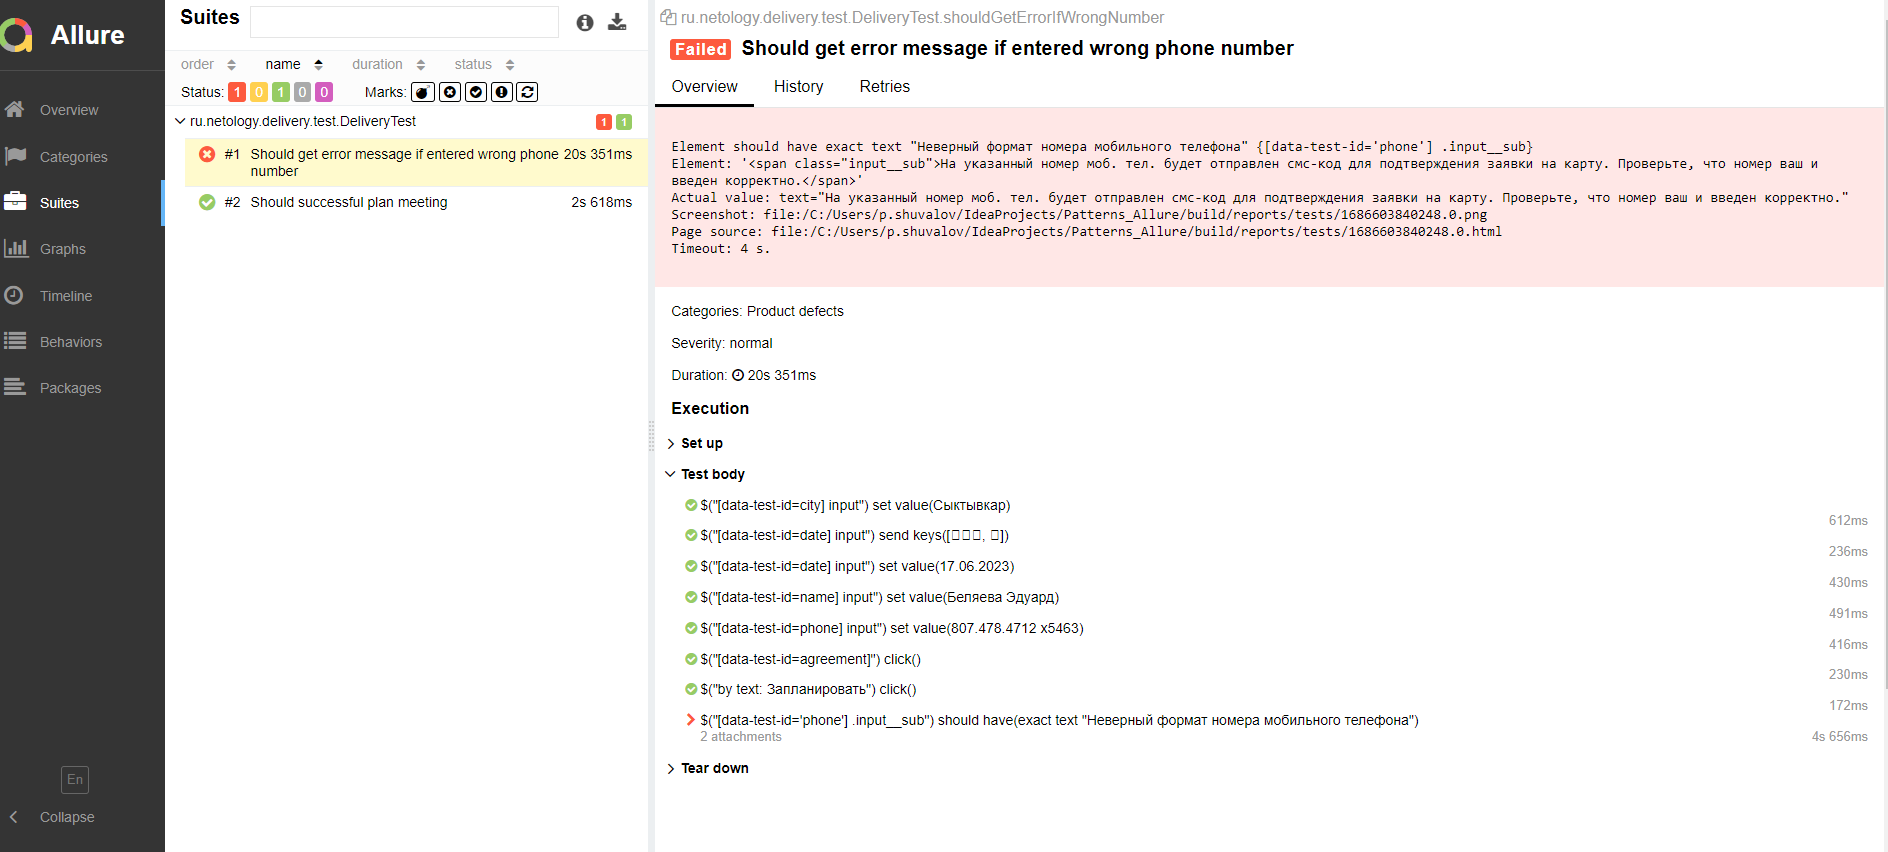 Allure
Overview
Categories
Suites
Graphs
Timeline
Behaviors
Packages
En
Collapse
Suites
order name duration status
Status: 1 0 1 0 0 Marks:
ru.netology.delivery.test.DeliveryTest 1 1
#1 Should get error message if entered wrong phone 20s 351ms
number
#2 Should successful plan meeting 2s 618ms
ru.netology.delivery.test.DeliveryTest.shouldGetErrorIfWrongNumber
Failed Should get error message if entered wrong phone number
Overview History Retries
Element should have exact text "Неверный формат номера мобильного телефона" {[data-test-id='phone'] .input__sub}
Element: '<span class="input__sub">На указанный номер моб. тел. будет отправлен смс-код для подтверждения заявки на карту. Проверьте, что номер ваш и
введен корректно.</span>'
Actual value: text="На указанный номер моб. тел. будет отправлен смс-код для подтверждения заявки на карту. Проверьте, что номер ваш и введен корректно."
Screenshot: file:/C:/Users/p.shuvalov/IdeaProjects/Patterns_Allure/build/reports/tests/1686603840248.0.png
Page source: file:/C:/Users/p.shuvalov/IdeaProjects/Patterns_Allure/build/reports/tests/1686603840248.0.html
Timeout: 4 s.
Categories: Product defects
Severity: normal
Duration: 20s 351ms
Execution
Set up
Test body
$("[data-test-id=city] input") set value(Сыктывкар)
612ms
$("[data-test-id=date] input") send keys([▯▯▯, ▯])
236ms
$("[data-test-id=date] input") set value(17.06.2023)
430ms
$("[data-test-id=name] input") set value(Беляева Эдуард)
491ms
$("[data-test-id=phone] input") set value(807.478.4712 x5463)
416ms
$("[data-test-id=agreement]") click()
230ms
$("by text: Запланировать") click()
172ms
$("[data-test-id='phone'] .input__sub") should have(exact text "Неверный формат номера мобильного телефона")
2 attachments 4s 656ms
Tear down